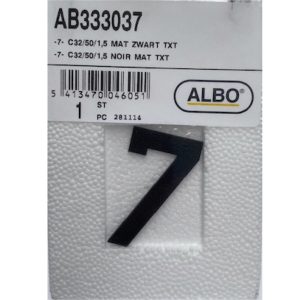 AB333037
-7- C32/50/1,5 MAT ZWART TXT
-7- C32/50/1,5 NOIR MAT TXT
5 413470 046051
1 ST
PC 281114
ALBO®
7